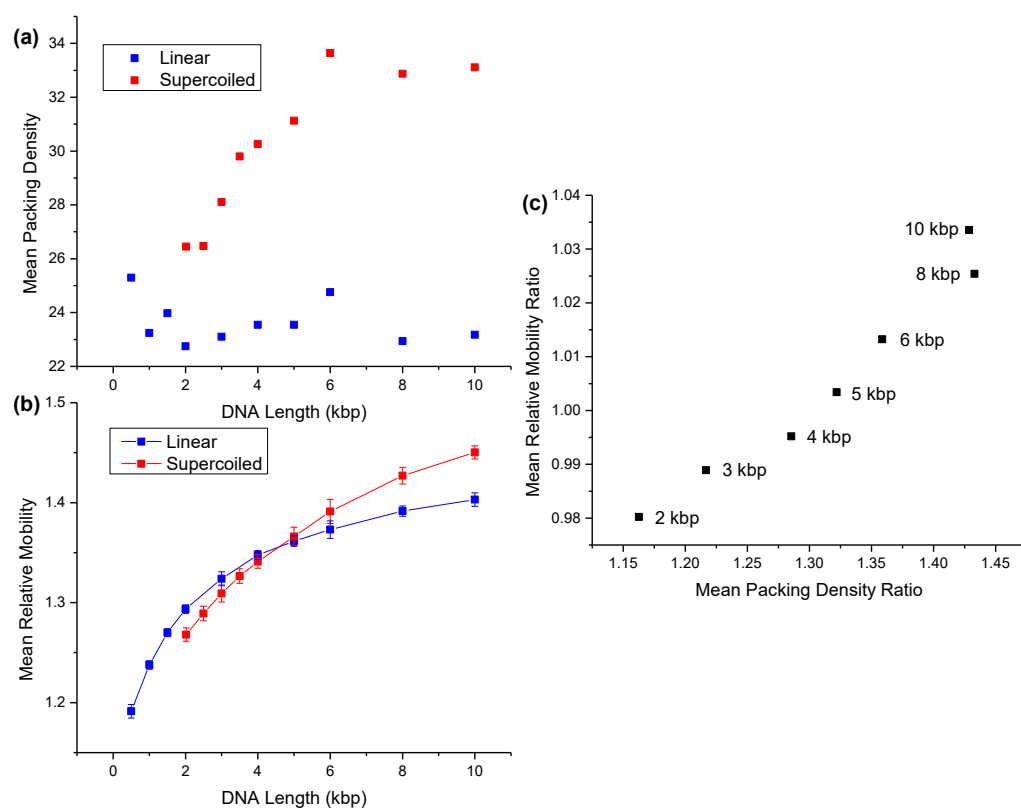 (a)
Linear
Supercoiled
Mean Packing Density
34
32
30
28
26
24
22
0
2
4
6
8
10
DNA Length (kbp)
(b)
Linear
Supercoiled
Mean Relative Mobility
1.5
1.4
1.3
1.2
0
2
4
6
8
10
DNA Length (kbp)
(c)
Mean Relative Mobility Ratio
1.04
1.03
1.02
1.01
1.00
0.99
0.98
10 kbp
8 kbp
6 kbp
5 kbp
4 kbp
3 kbp
2 kbp
1.15
1.20
1.25
1.30
1.35
1.40
1.45
Mean Packing Density Ratio